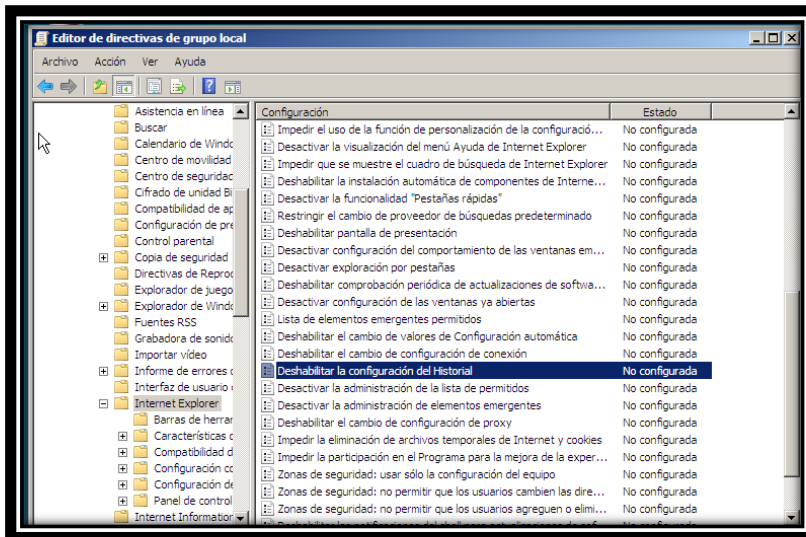 Editor de directivas de grupo local
Archivo Acción Ver Ayuda
Asistencia en línea
Buscar
Calendario de Windo
Centro de movilidad
Centro de seguridad
Cifrado de unidad Bi
Compatibilidad de ap
Configuración de pre
Control parental
Copia de seguridad
Directivas de Reproc
Explorador de juego
Explorador de Windo
Fuentes RSS
Grabadora de sonido
Importar vídeo
Informe de errores d
Interfaz de usuario
Internet Explorer
Barras de herrar
Características d
Compatibilidad d
Configuración co
Configuración de
Panel de control
Internet Information
Configuración Estado
Impedir el uso de la función de personalización de la configuració... No configurada
Desactivar la visualización del menú Ayuda de Internet Explorer No configurada
Impedir que se muestre el cuadro de búsqueda de Internet Explorer No configurada
Deshabilitar la instalación automática de componentes de Interne... No configurada
Desactivar la funcionalidad "Pestañas rápidas" No configurada
Restringir el cambio de proveedor de búsquedas predeterminado No configurada
Deshabilitar pantalla de presentación No configurada
Desactivar configuración del comportamiento de las ventanas em... No configurada
Desactivar exploración por pestañas No configurada
Deshabilitar comprobación periódica de actualizaciones de softwa... No configurada
Desactivar configuración de las ventanas ya abiertas No configurada
Lista de elementos emergentes permitidos No configurada
Deshabilitar el cambio de valores de Configuración automática No configurada
Deshabilitar el cambio de configuración de conexión No configurada
Deshabilitar la configuración del Historial No configurada
Desactivar la administración de la lista de permitidos No configurada
Desactivar la administración de elementos emergentes No configurada
Deshabilitar el cambio de configuración de proxy No configurada
Impedir la eliminación de archivos temporales de Internet y cookies No configurada
Impedir la participación en el Programa para la mejora de la exper... No configurada
Zonas de seguridad: usar sólo la configuración del equipo No configurada
Zonas de seguridad: no permitir que los usuarios cambien las dire... No configurada
Zonas de seguridad: no permitir que los usuarios agreguen o elimi... No configurada